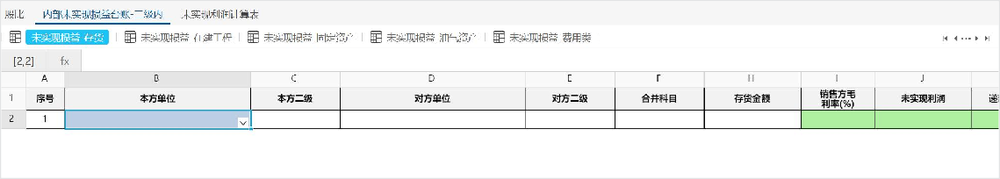 照比 内部未实现损益台账-二级内 未实现利润计算表
未实现损益-存货 未实现损益-在建工程 未实现损益-固定资产 未实现损益-油气资产 未实现损益-费用类
[2,2] fx
A B C D E F H I J
1 序号 本方单位 本方二级 对方单位 对方二级 合并科目 存货金额 销售方毛利率(%) 未实现利润
2 1